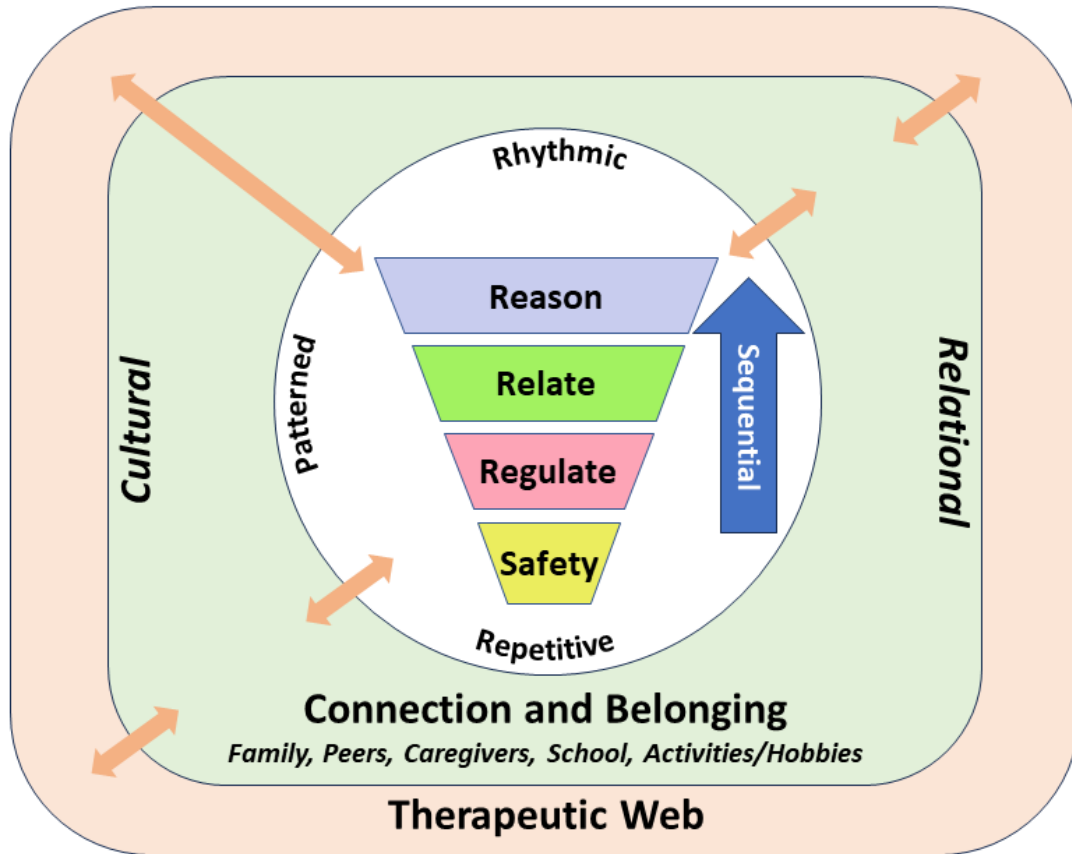 Rhythmic
Reason
Relate
Regulate
Safety
Sequential
Patterned
Repetitive
Cultural
Relational
Connection and Belonging
Family, Peers, Caregivers, School, Activities/Hobbies
Therapeutic Web